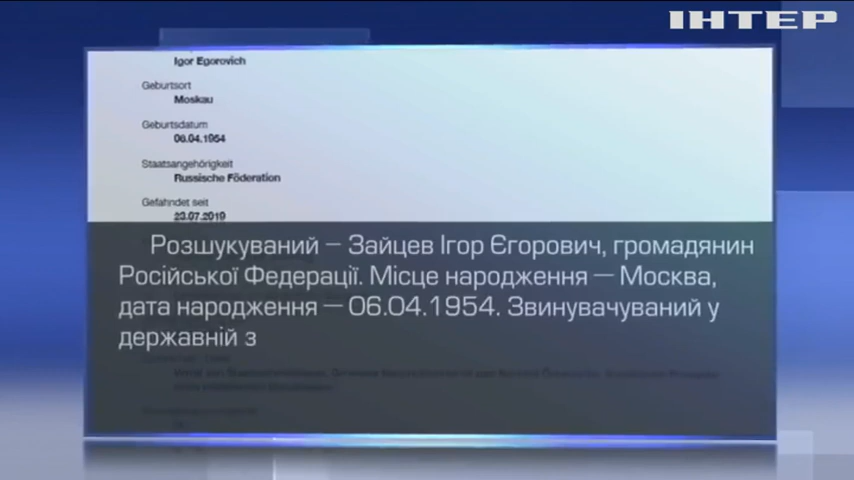 ІНТЕР
Igor Egorovich
Geburtsort
Moskau
Geburtsdatum
06.04.1954
Staatsangehörigkeit
Russische Föderation
Gefahndet seit
23.07.2019
Розшукуваний – Зайцев Ігор Єгорович, громадянин
Російської Федерації. Місце народження – Москва,
дата народження – 06.04.1954. Звинувачуваний у
державній з